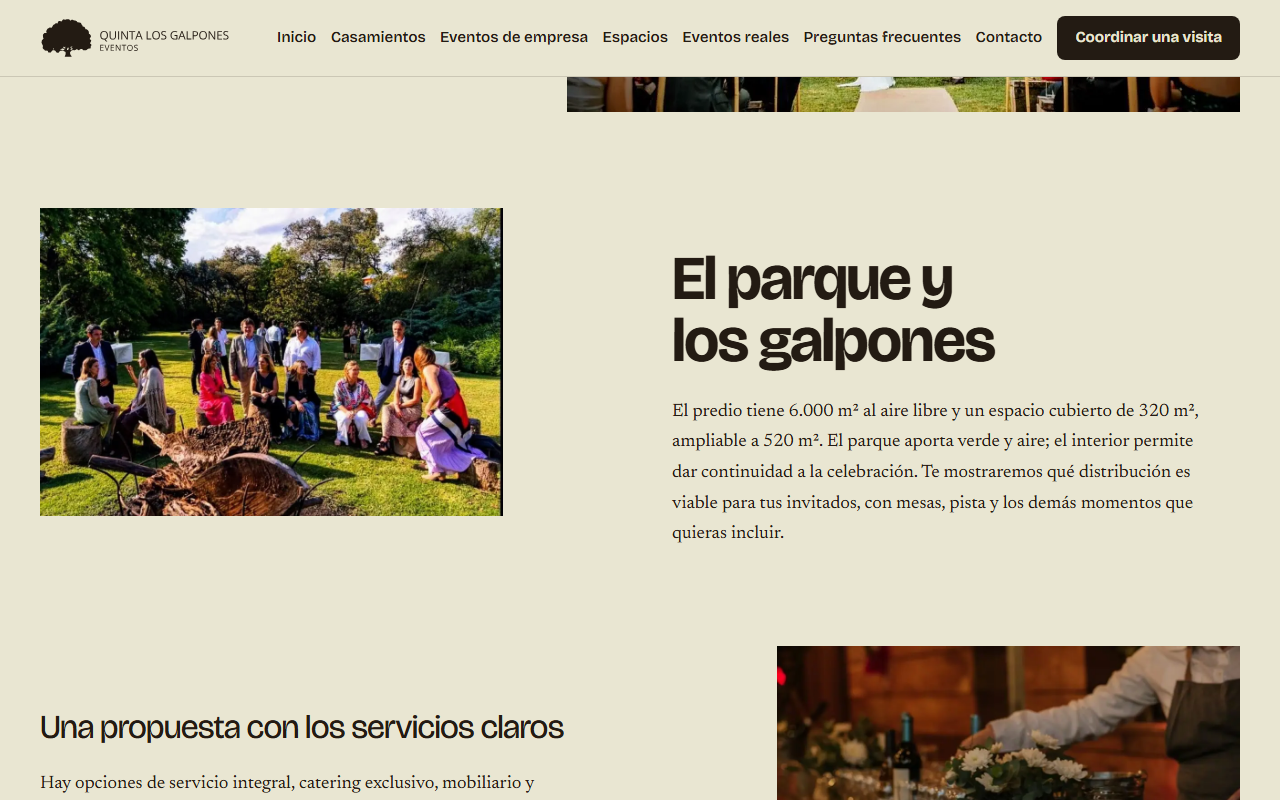 QUINTA LOS GALPONES
EVENTOS
Inicio Casamientos Eventos de empresa Espacios Eventos reales Preguntas frecuentes Contacto Coordinar una visita
El parque y
los galpones
El predio tiene 6.000 m² al aire libre y un espacio cubierto de 320 m²,
ampliable a 520 m². El parque aporta verde y aire; el interior permite
dar continuidad a la celebración. Te mostraremos qué distribución es
viable para tus invitados, con mesas, pista y los demás momentos que
quieras incluir.
Una propuesta con los servicios claros
Hay opciones de servicio integral, catering exclusivo, mobiliario y